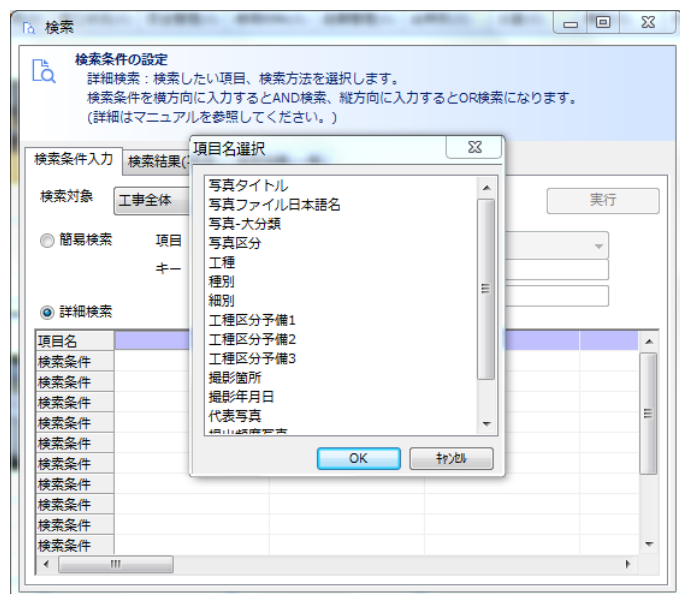 検索
検索条件の設定
詳細検索：検索したい項目、検索方法を選択します。
検索条件を横方向に入力するとAND検索、縦方向に入力するとOR検索になります。
(詳細はマニュアルを参照してください。)
検索条件入力 検索結果(
検索対象 工事全体 実行
簡易検索 項目
キー
詳細検索
項目名
検索条件
検索条件
検索条件
検索条件
検索条件
検索条件
検索条件
検索条件
検索条件
検索条件
項目名選択
写真タイトル
写真ファイル日本語名
写真-大分類
写真区分
工種
種別
細別
工種区分予備1
工種区分予備2
工種区分予備3
撮影箇所
撮影年月日
代表写真
提出頻度写真
OK ｷｬﾝｾﾙ